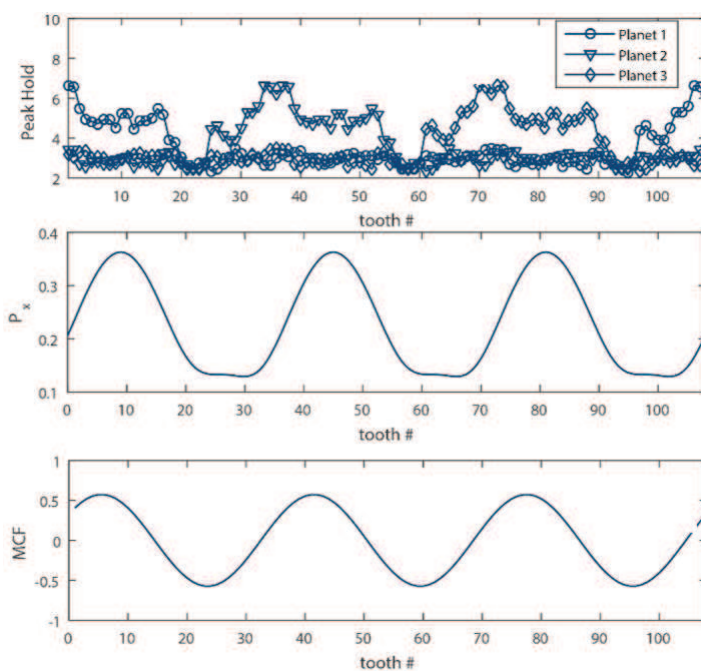 10
8
6
4
2
Peak Hold
Planet 1
Planet 2
Planet 3
10 20 30 40 50 60 70 80 90 100
tooth #
0.4
0.3
0.2
0.1
P x
0 10 20 30 40 50 60 70 80 90 100
tooth #
1
0.5
0
-0.5
-1
MCF
0 10 20 30 40 50 60 70 80 90 100
tooth #